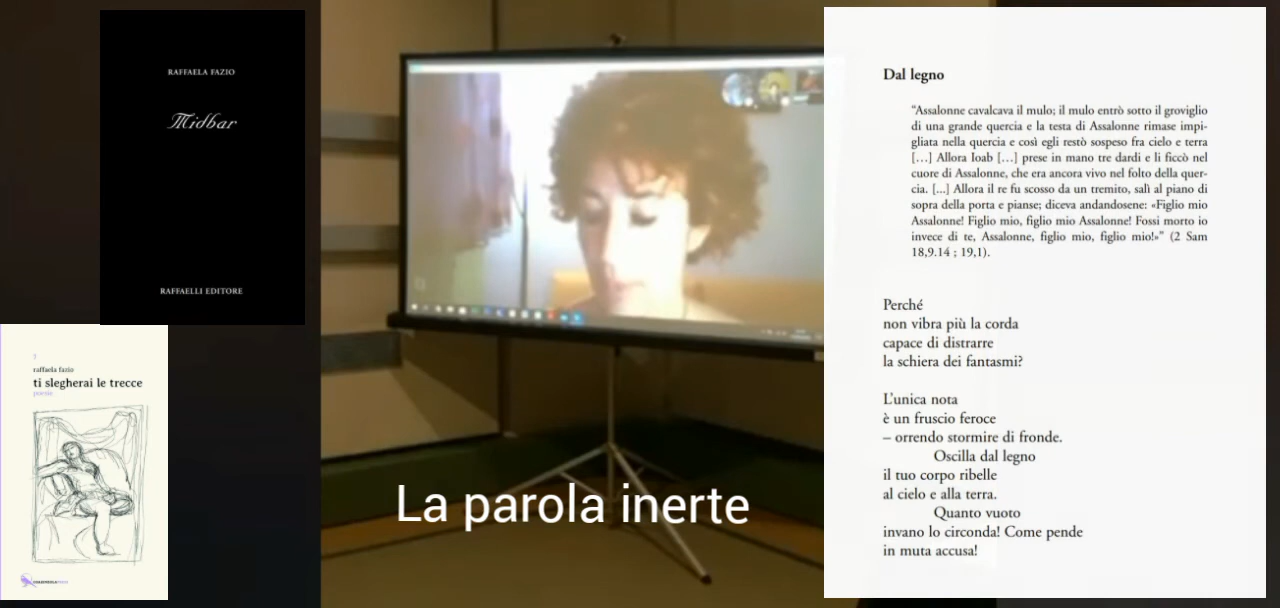 RAFFAELA FAZIO
Midbar
RAFFAELLI EDITORE
raffaela fazio
ti slegherai le trecce
poesie
La parola inerte
Dal legno
“Assalonne cavalcava il mulo; il mulo entrò sotto il groviglio
di una grande quercia e la testa di Assalonne rimase impi-
gliata nella quercia e così egli restò sospeso fra cielo e terra
[…] Allora Ioab […] prese in mano tre dardi e li ficcò nel
cuore di Assalonne, che era ancora vivo nel folto della quer-
cia. [...] Allora il re fu scosso da un tremito, salì al piano di
sopra della porta e pianse; diceva andandosene: «Figlio mio
Assalonne! Figlio mio, figlio mio Assalonne! Fossi morto io
invece di te, Assalonne, figlio mio, figlio mio!»” (2 Sam
18,9.14 ; 19,1).
Perché
non vibra più la corda
capace di distrarre
la schiera dei fantasmi?
L’unica nota
è un fruscio feroce
– orrendo stormire di fronde.
Oscilla dal legno
il tuo corpo ribelle
al cielo e alla terra.
Quanto vuoto
invano lo circonda! Come pende
in muta accusa!